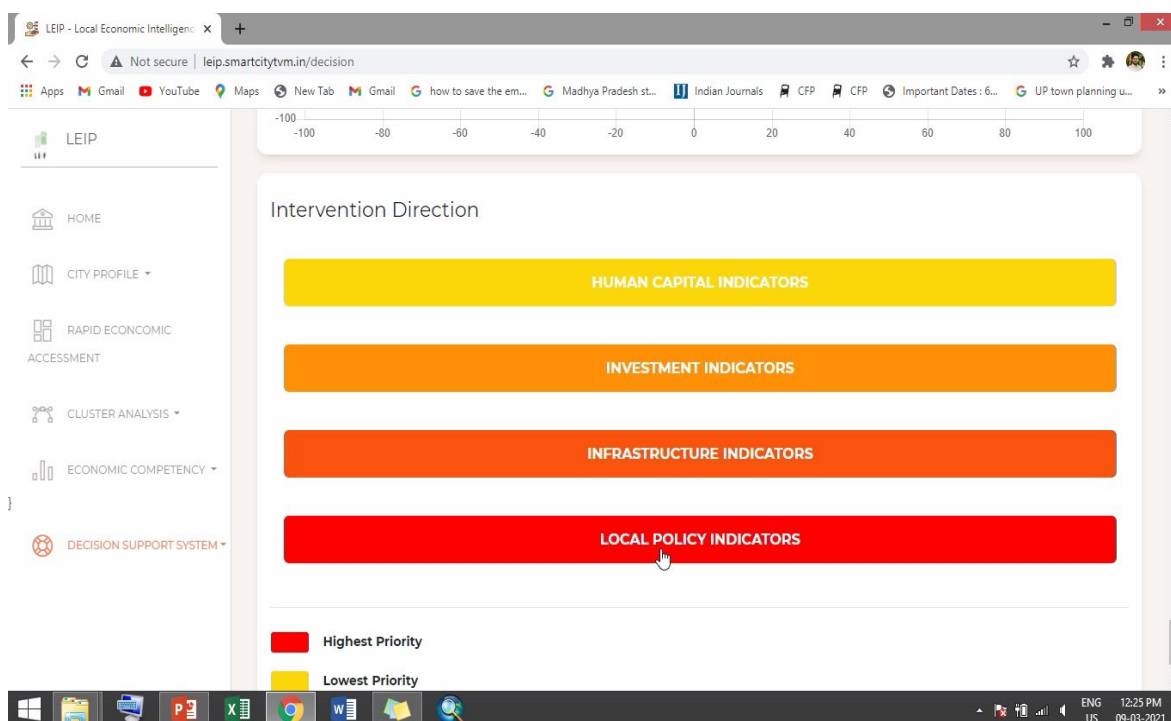 LEIP - Local Economic Intelligenc
Not secure | leip.smartcitytvm.in/decision
Apps Gmail YouTube Maps New Tab Gmail how to save the em... Madhya Pradesh st... Indian Journals CFP CFP Important Dates : 6... UP town planning u... »
LEIP
HOME
CITY PROFILE
RAPID ECONCOMIC
ACCESSMENT
CLUSTER ANALYSIS
ECONOMIC COMPETENCY
}
DECISION SUPPORT SYSTEM
-100
-100 -80 -60 -40 -20 0 20 40 60 80 100
Intervention Direction
HUMAN CAPITAL INDICATORS
INVESTMENT INDICATORS
INFRASTRUCTURE INDICATORS
LOCAL POLICY INDICATORS
Highest Priority
Lowest Priority
ENG 12:25 PM
US 09-03-2021